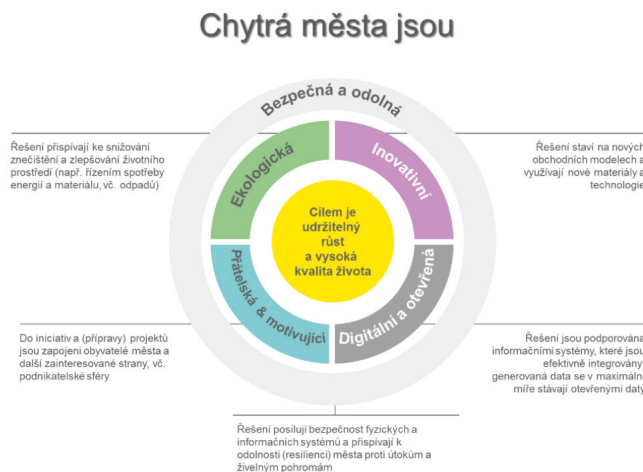 Chytrá města jsou
Bezpečná a odolná
Řešení přispívají ke snižování
znečištění a zlepšování životního
prostředí (např. řízením spotřeby
energií a materiálu, vč. odpadů)
Ekologická
Inovativní
Řešení staví na nových
obchodních modelech a
využívají nové materiály a
technologie
Cílem je
udržitelný
růst
a vysoká
kvalita života
Přátelská & motivující
Digitální a otevřená
Do iniciativ a (přípravy) projektů
jsou zapojeni obyvatelé města a
další zainteresované strany, vč.
podnikatelské sféry
Řešení jsou podporována
informačními systémy, které jsou
efektivně integrovány,
generovaná data se v maximální
míře stávají otevřenými daty
Řešení posilují bezpečnost fyzických a
informačních systémů a přispívají k
odolnosti (resilienci) města proti útokům a
živelným pohromám